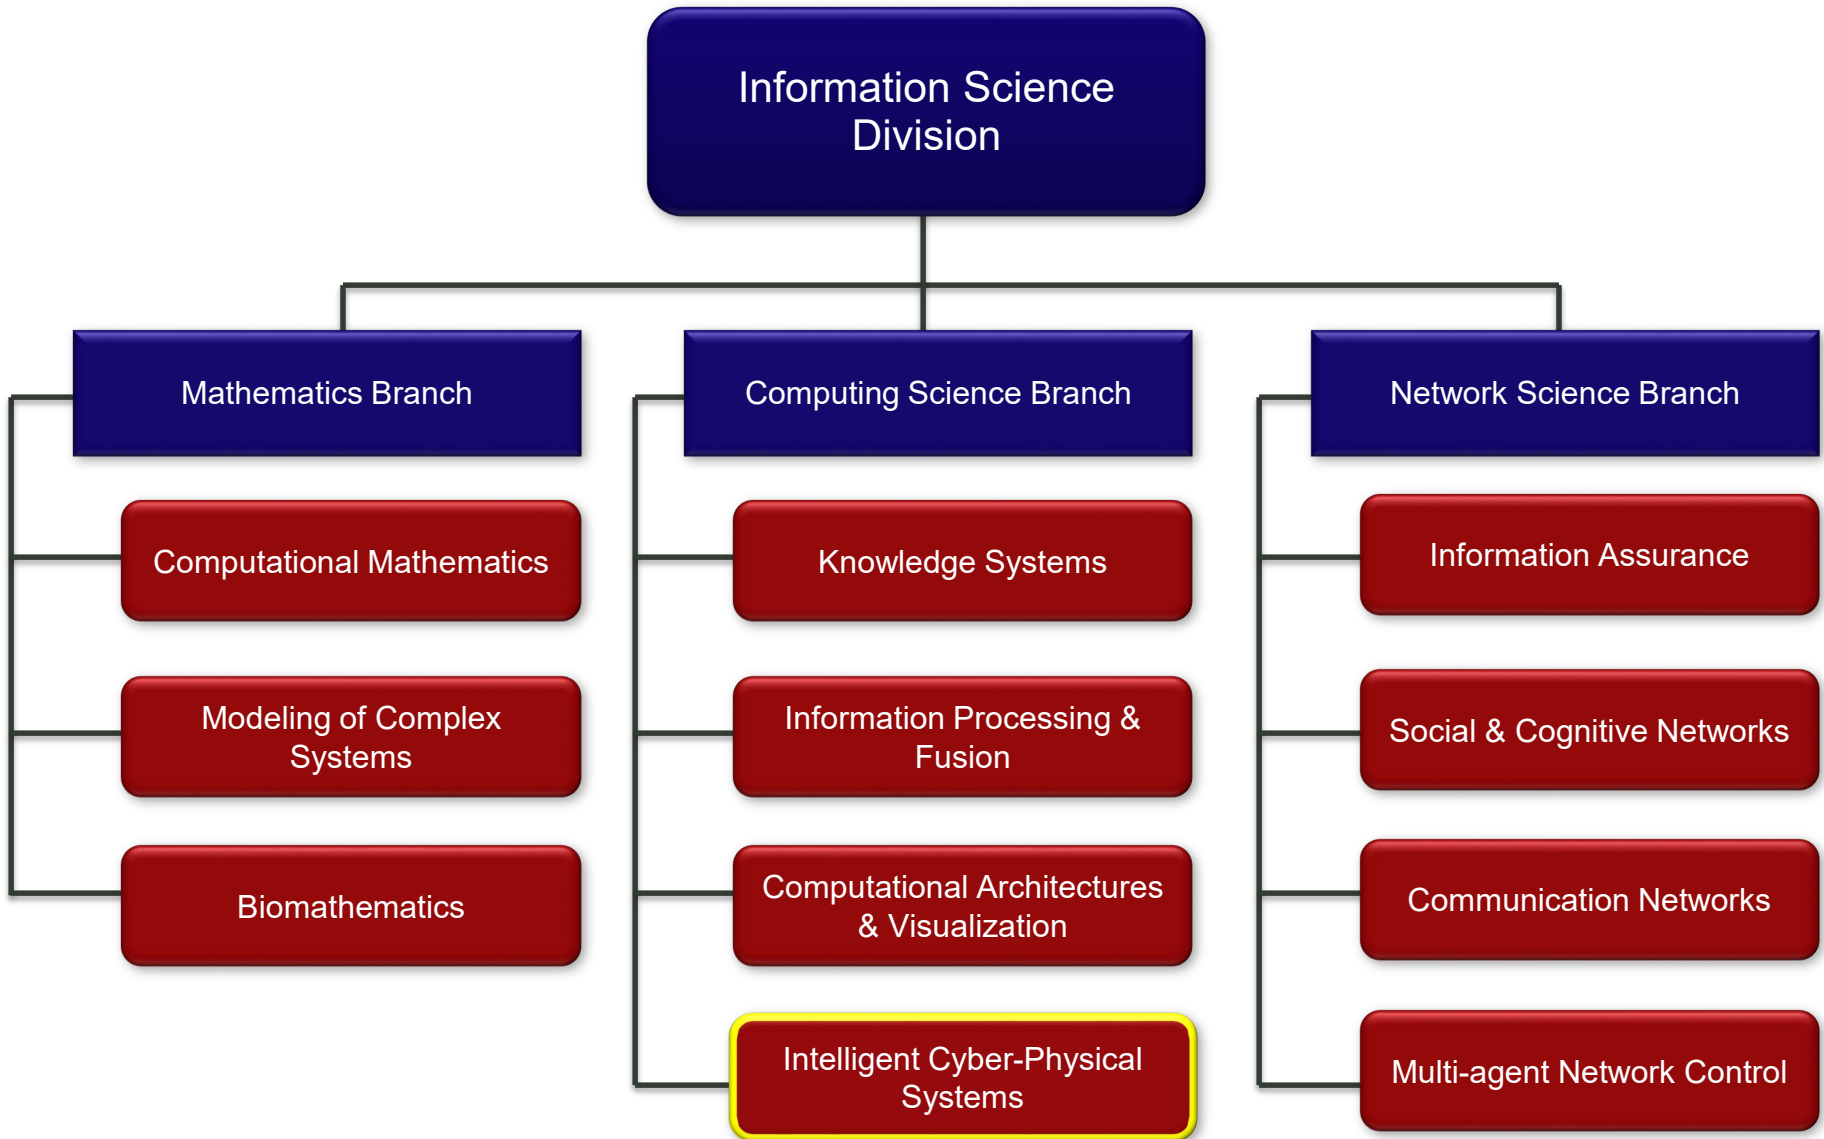 Information Science
Division
Mathematics Branch
Computational Mathematics
Modeling of Complex
Systems
Biomathematics
Computing Science Branch
Knowledge Systems
Information Processing &
Fusion
Computational Architectures
& Visualization
Intelligent Cyber-Physical
Systems
Network Science Branch
Information Assurance
Social & Cognitive Networks
Communication Networks
Multi-agent Network Control